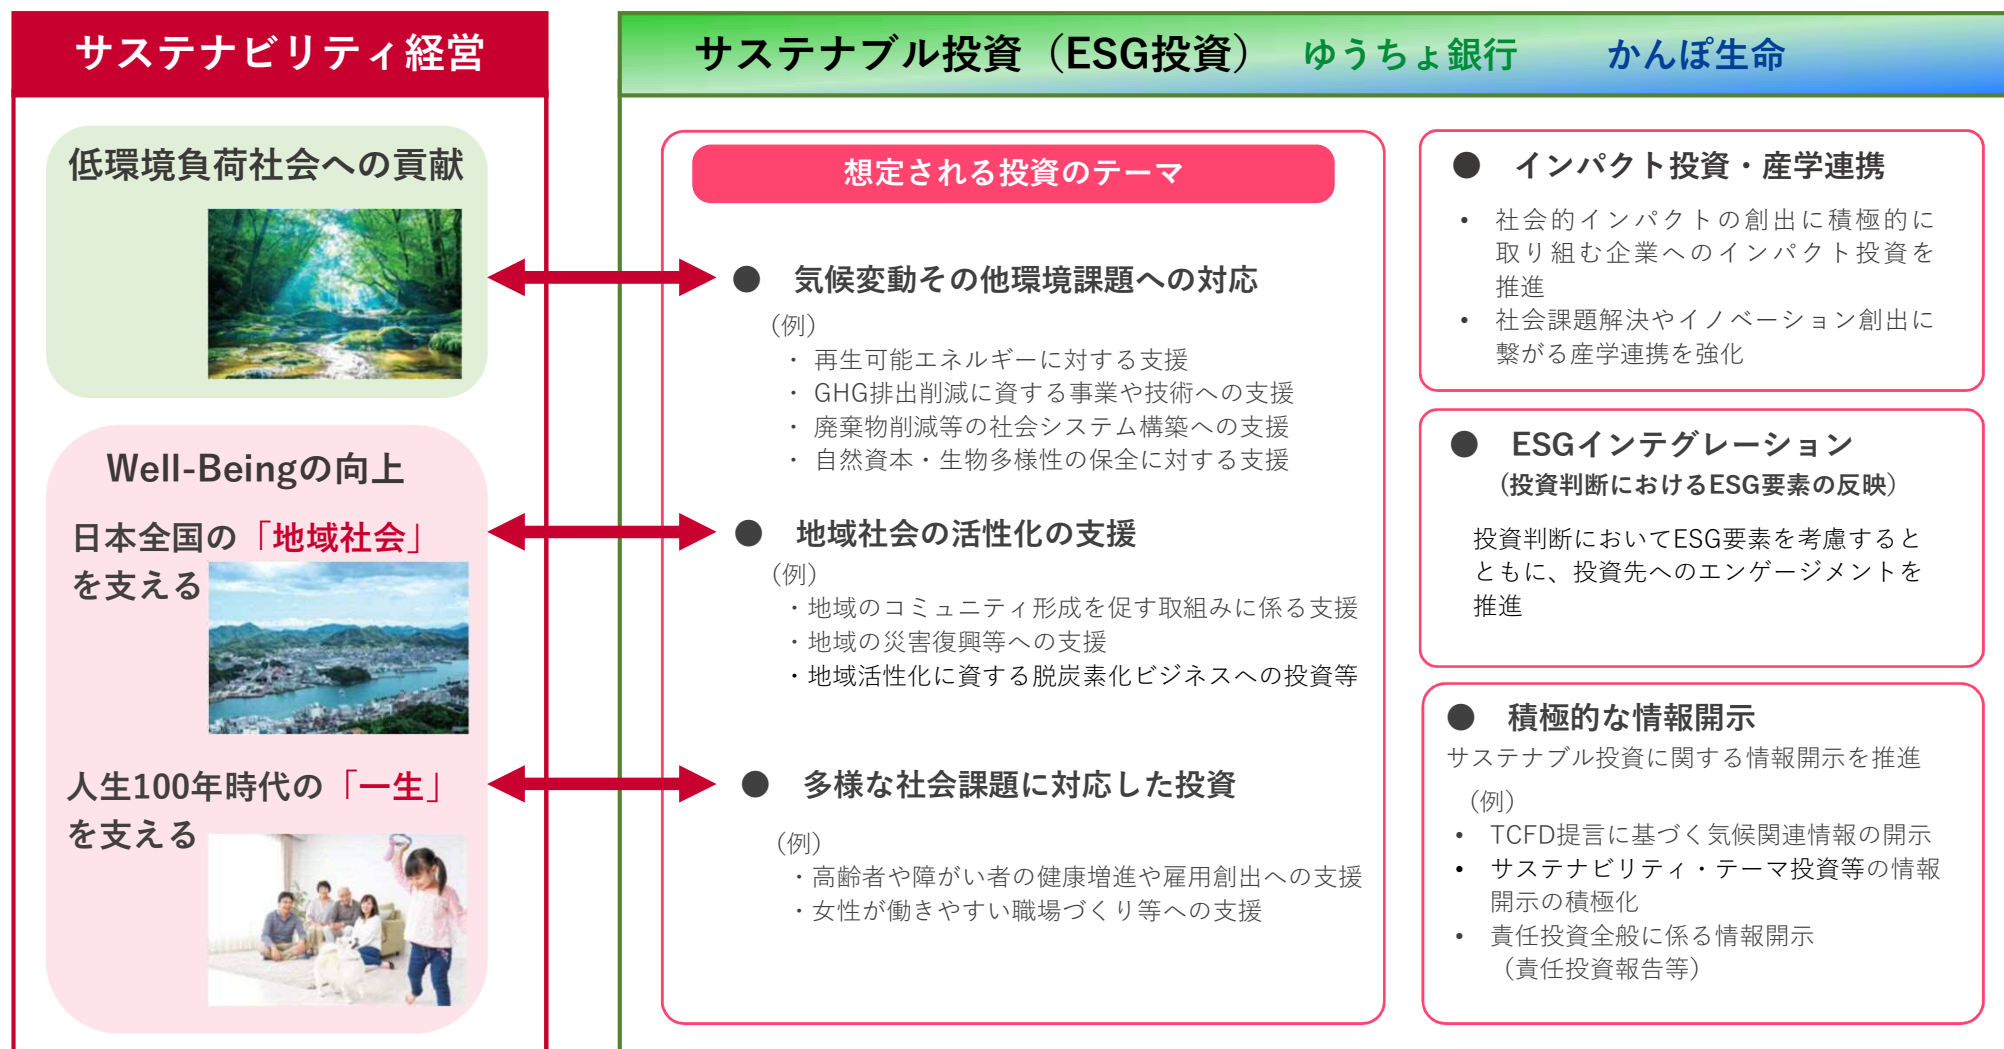 サステナビリティ経営
低環境負荷社会への貢献
Well-Beingの向上
日本全国の「地域社会」
を支える
人生100年時代の「一生」
を支える
サステナブル投資（ESG投資） ゆうちょ銀行 かんぽ生命
想定される投資のテーマ
● 気候変動その他環境課題への対応
（例）
・ 再生可能エネルギーに対する支援
・ GHG排出削減に資する事業や技術への支援
・ 廃棄物削減等の社会システム構築への支援
・ 自然資本・生物多様性の保全に対する支援
● 地域社会の活性化の支援
（例）
・地域のコミュニティ形成を促す取組みに係る支援
・地域の災害復興等への支援
・地域活性化に資する脱炭素化ビジネスへの投資等
● 多様な社会課題に対応した投資
（例）
・高齢者や障がい者の健康増進や雇用創出への支援
・女性が働きやすい職場づくり等への支援
● インパクト投資・産学連携
• 社会的インパクトの創出に積極的に
取り組む企業へのインパクト投資を
推進
• 社会課題解決やイノベーション創出に
繋がる産学連携を強化
● ESGインテグレーション
（投資判断におけるESG要素の反映）
投資判断においてESG要素を考慮すると
ともに、投資先へのエンゲージメントを
推進
● 積極的な情報開示
サステナブル投資に関する情報開示を推進
（例）
• TCFD提言に基づく気候関連情報の開示
• サステナビリティ・テーマ投資等の情報
開示の積極化
• 責任投資全般に係る情報開示
（責任投資報告等）